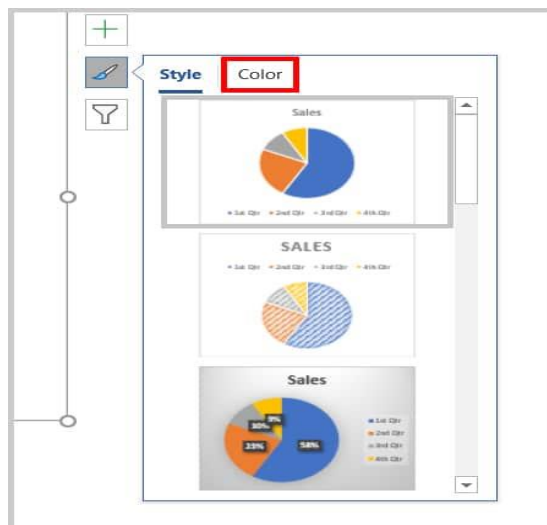 Style Color
Sales
1st Qtr 2nd Qtr 3rd Qtr 4th Qtr
SALES
1st Qtr 2nd Qtr 3rd Qtr 4th Qtr
Sales
9%
10%
23%
58%
1st Qtr
2nd Qtr
3rd Qtr
4th Qtr